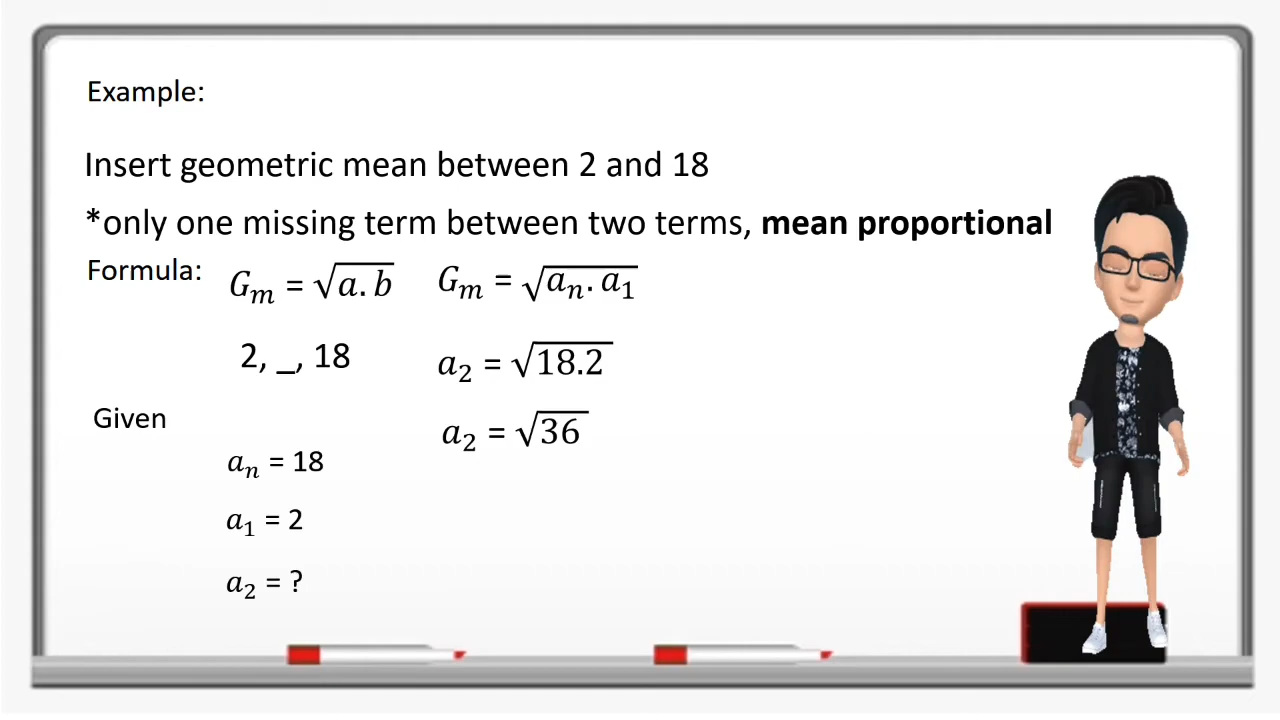 Example:
Insert geometric mean between 2 and 18
*only one missing term between two terms, mean proportional
Formula: Gₘ = √a. b Gₘ = √aₙ. a₁
2, _, 18 a₂ = √18.2
Given a₂ = √36
aₙ = 18
a₁ = 2
a₂ = ?